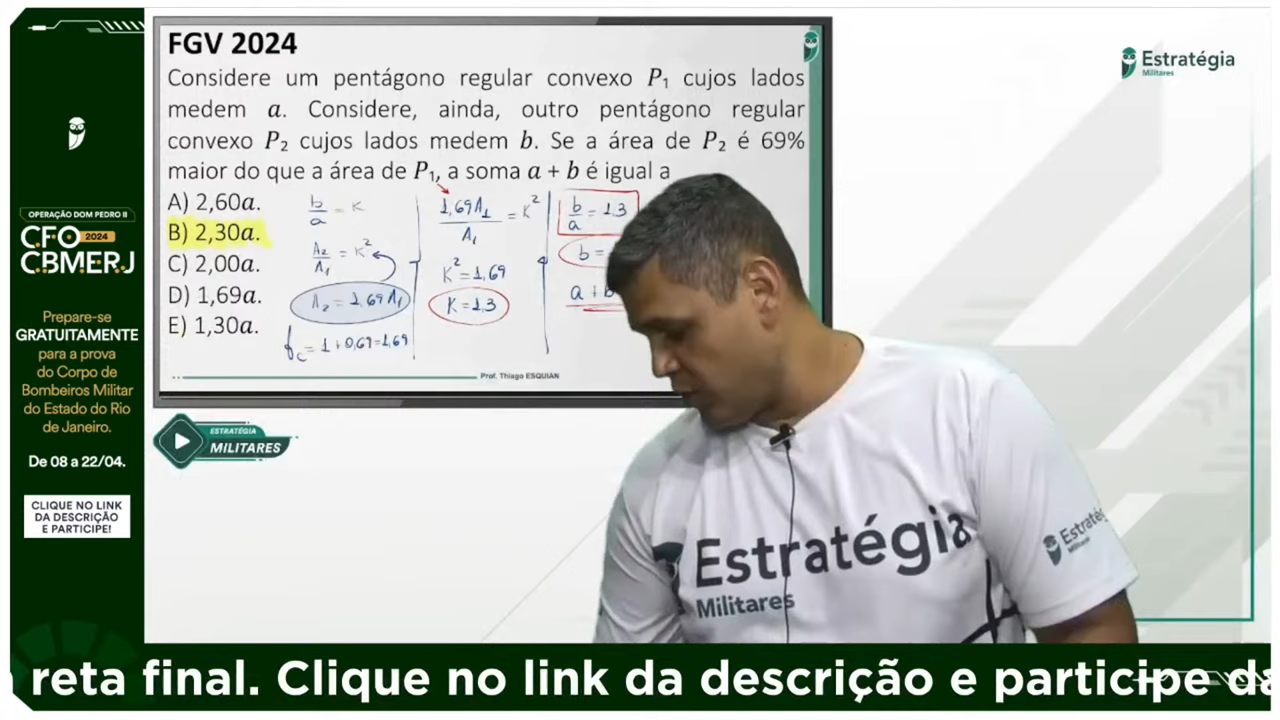 FGV 2024
Considere um pentágono regular convexo P₁ cujos lados
medem a. Considere, ainda, outro pentágono regular
convexo P₂ cujos lados medem b. Se a área de P₂ é 69%
maior do que a área de P₁, a soma a + b é igual a
A) 2,60a.
B) 2,30a.
C) 2,00a.
D) 1,69a.
E) 1,30a.
b/a = K
A₂/A₁ = K²
A₂ = 1,69A₁
fc = 1 + 0,69 = 1,69
1,69A₁/A₁ = K²
K² = 1,69
K = 1,3
b/a = 1,3
b =
a + b
Prof. Thiago ESQUIAN
ESTRATÉGIA
MILITARES
Estratégia
Militares
OPERAÇÃO DOM PEDRO II
CFO 2024
CBMERJ
Prepare-se
GRATUITAMENTE
para a prova
do Corpo de
Bombeiros Militar
do Estado do Rio
de Janeiro.
De 08 a 22/04.
CLIQUE NO LINK
DA DESCRIÇÃO
E PARTICIPE!
Estratégia
Militares
Estraté
Militar
reta final. Clique no link da descrição e participe da